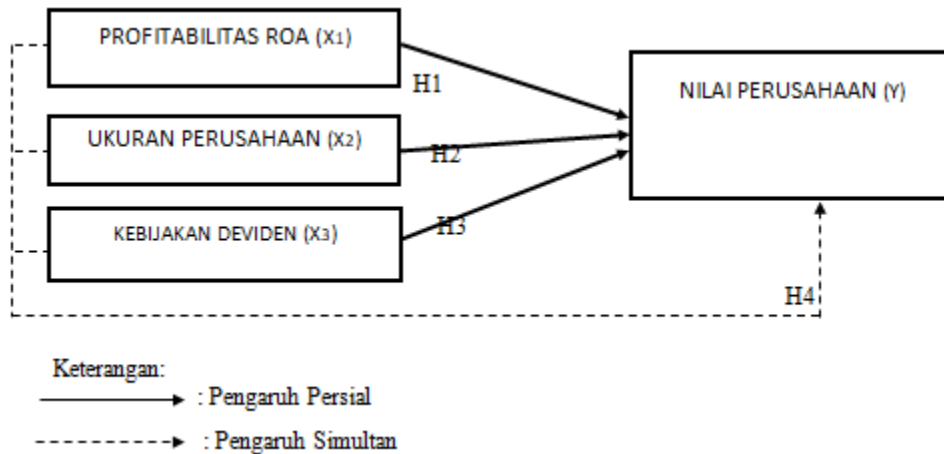 PROFITABILITAS ROA (X1)
H1
NILAI PERUSAHAAN (Y)
UKURAN PERUSAHAAN (X2)
H2
KEBIJAKAN DEVIDEN (X3)
H3
H4
Keterangan:
: Pengaruh Persial
: Pengaruh Simultan